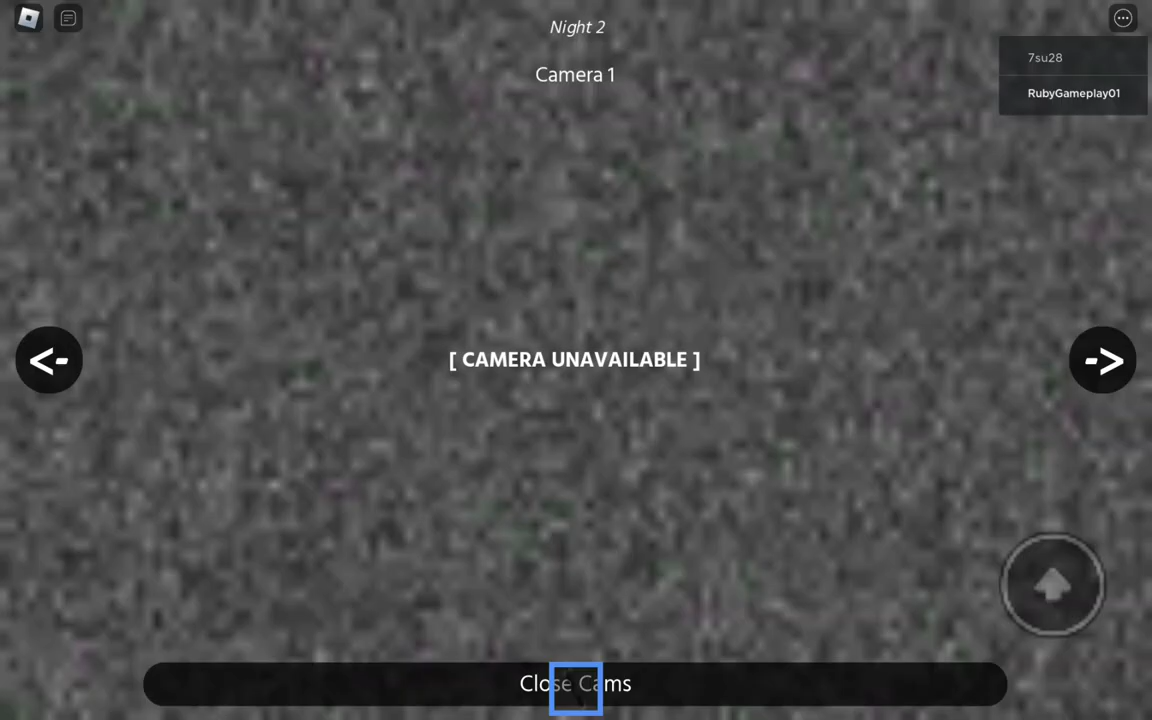 Night 2
Camera 1
7su28
RubyGameplay01
<-
[ CAMERA UNAVAILABLE ]
->
Close Cams